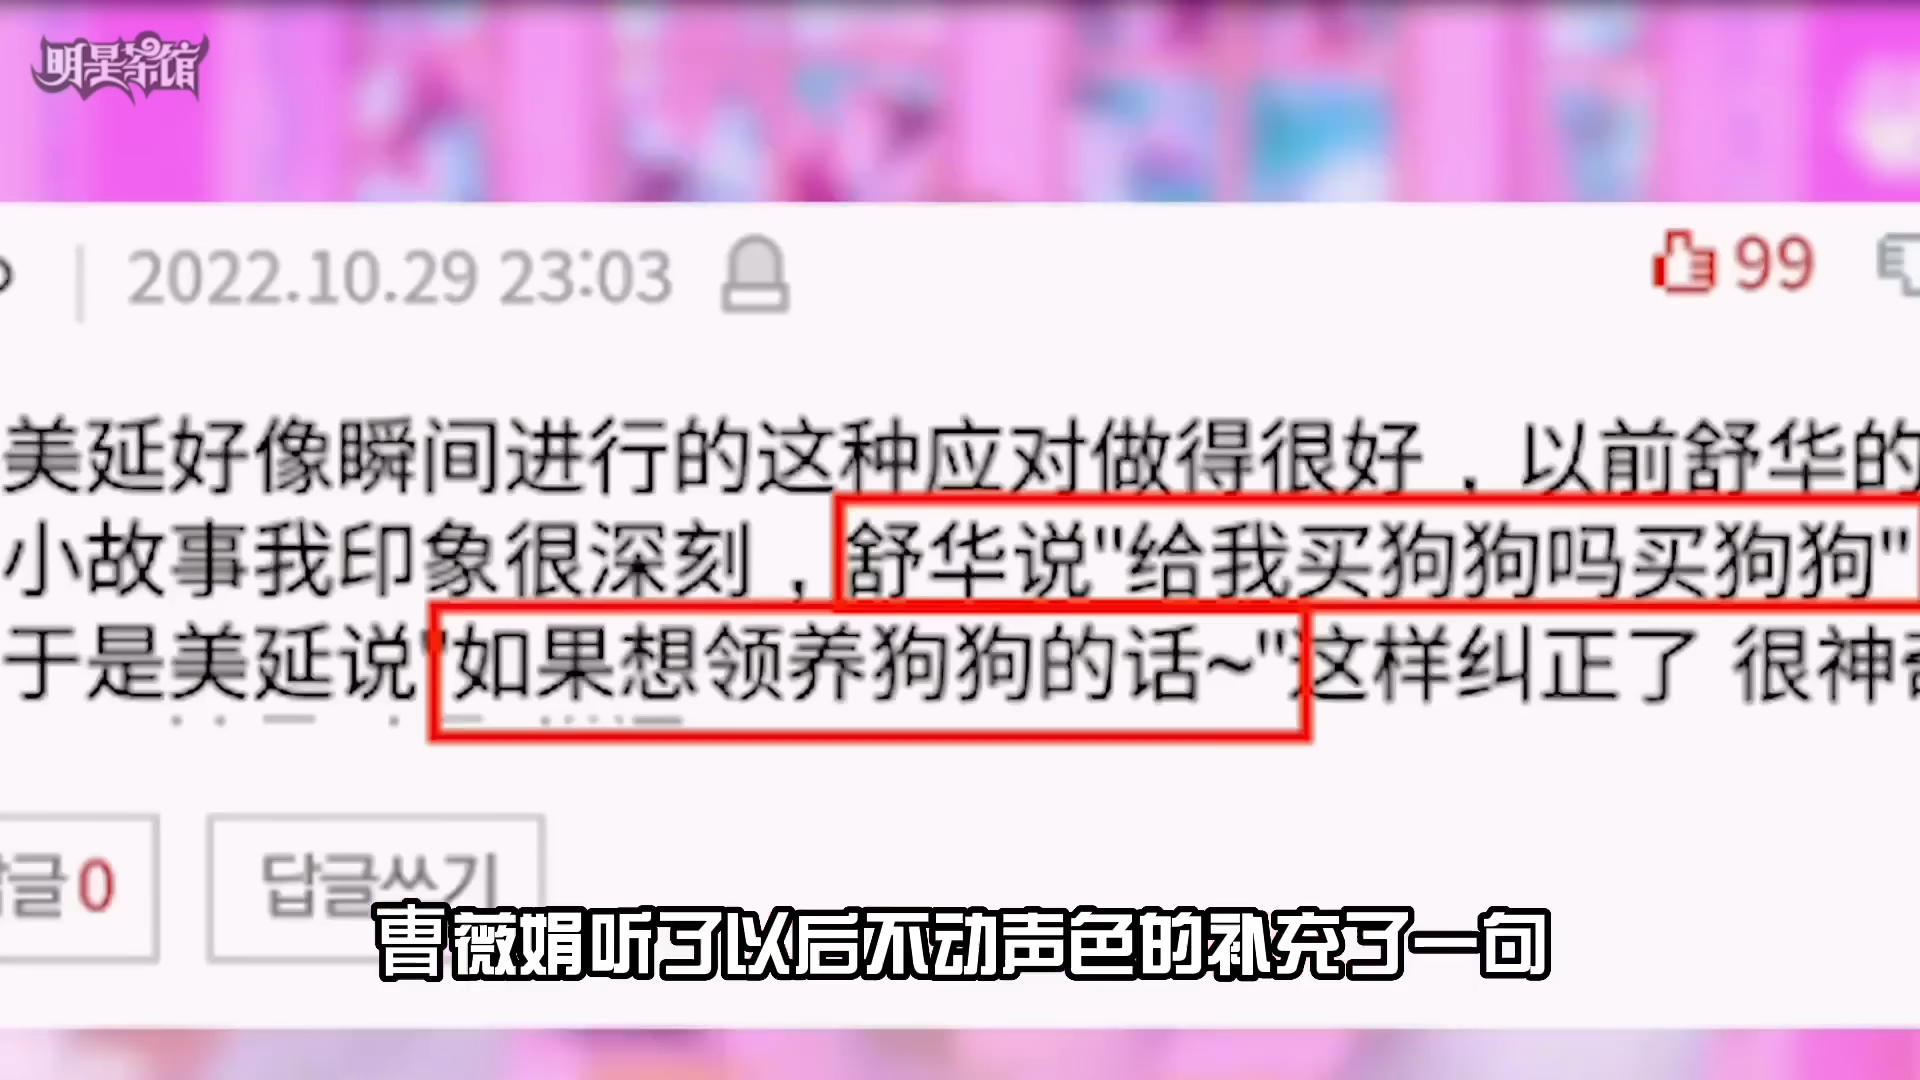 明星茶馆
2022.10.29 23:03
99
美延好像瞬间进行的这种应对做得很好，以前舒华的
小故事我印象很深刻，舒华说"给我买狗狗吗买狗狗"
于是美延说"如果想领养狗狗的话~"这样纠正了 很神
글 0
답글쓰기
曹薇娟听了以后不动声色的补充了一句